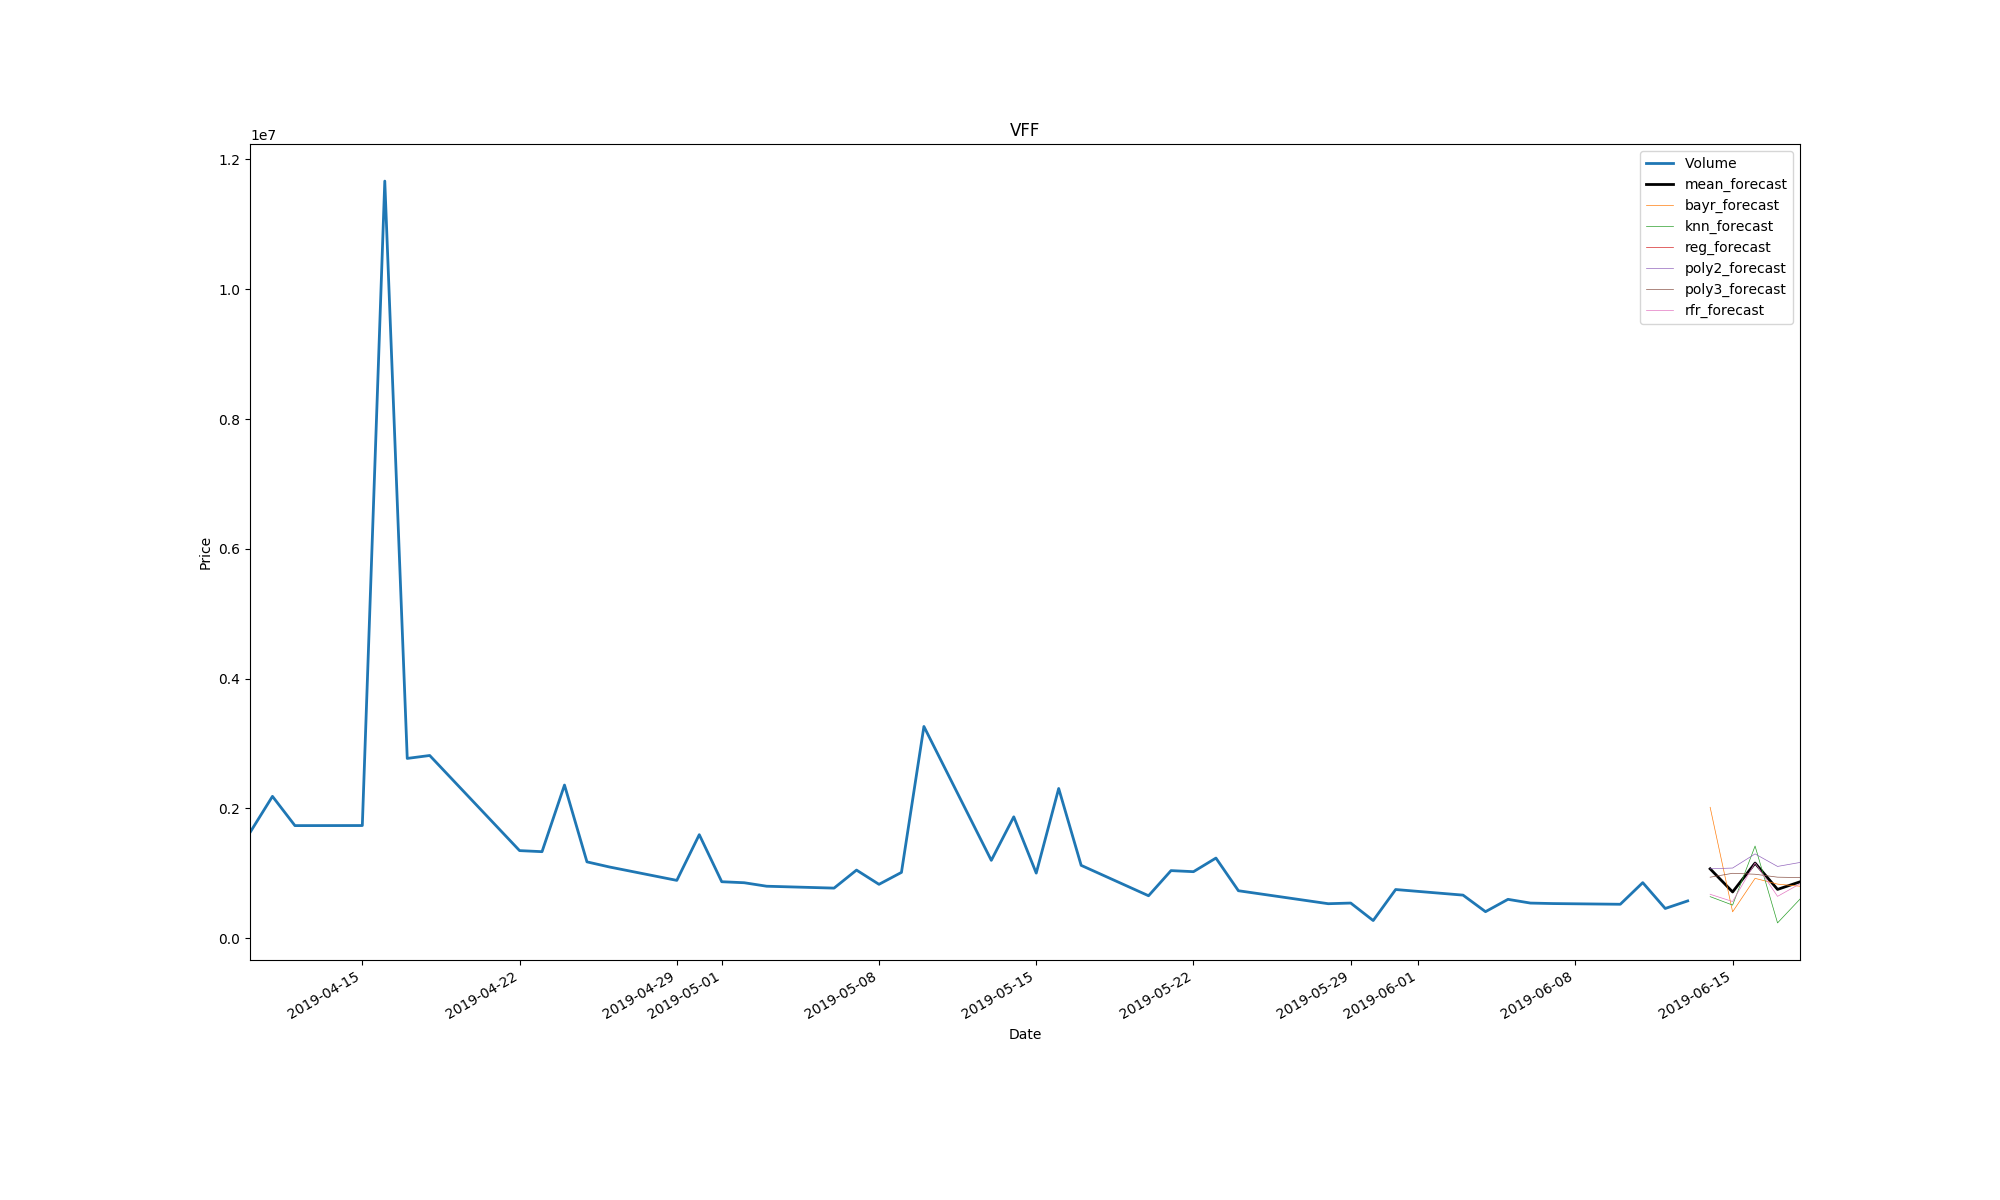 VFF
1e7
1.2
1.0
0.8
0.6
0.4
0.2
0.0
Price
Volume
mean_forecast
bayr_forecast
knn_forecast
reg_forecast
poly2_forecast
poly3_forecast
rfr_forecast
2019-04-15
2019-04-22
2019-04-29
2019-05-01
2019-05-08
2019-05-15
2019-05-22
2019-05-29
2019-06-01
2019-06-08
2019-06-15
Date